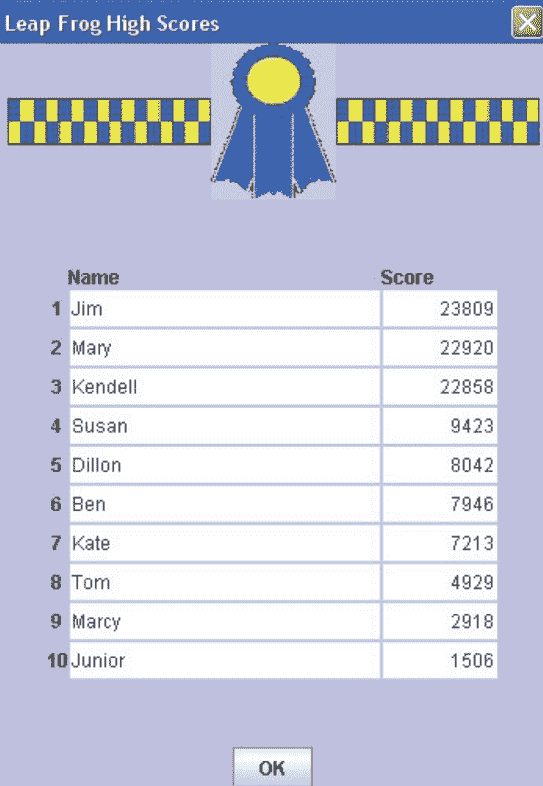 Leap Frog High Scores
Name Score
1 Jim 23809
2 Mary 22920
3 Kendell 22858
4 Susan 9423
5 Dillon 8042
6 Ben 7946
7 Kate 7213
8 Tom 4929
9 Marcy 2918
10 Junior 1506
OK